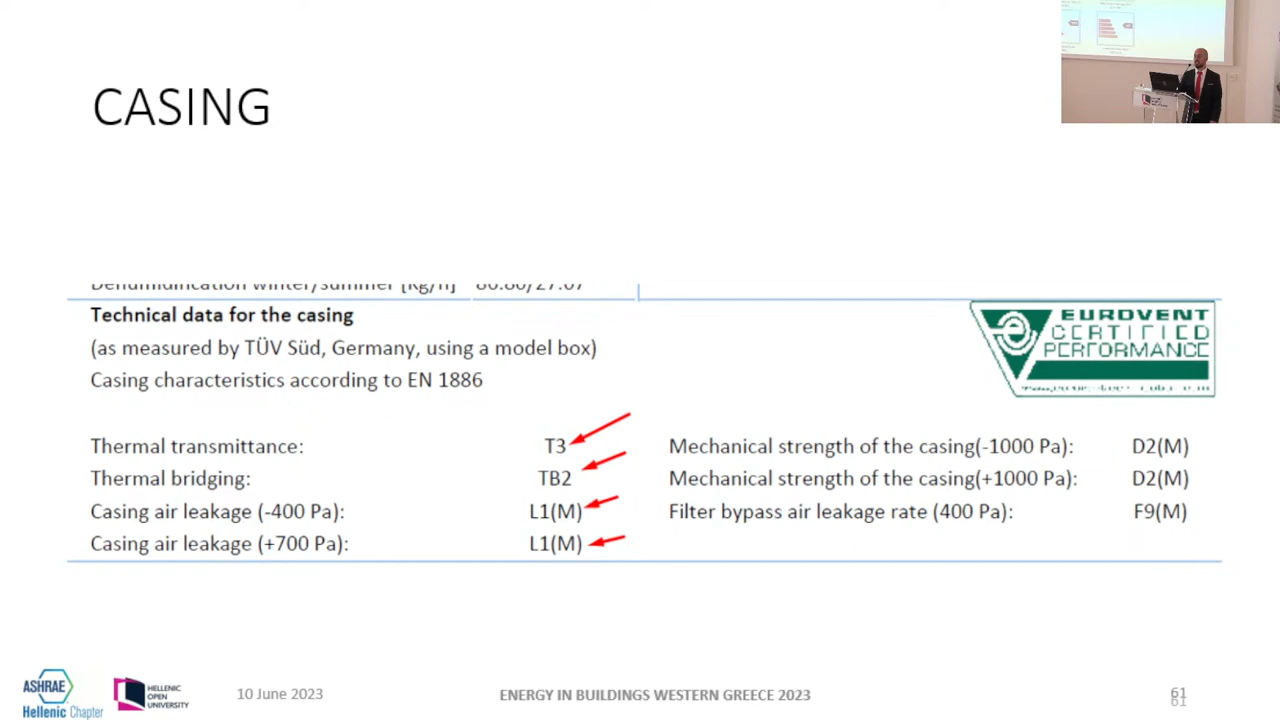 CASING
Dehumidification winter/summer [kg/h] 86.80/27.07
Technical data for the casing
(as measured by TÜV Süd, Germany, using a model box)
Casing characteristics according to EN 1886
EUROVENT
CERTIFIED
PERFORMANCE
Thermal transmittance: T3
Thermal bridging: TB2
Casing air leakage (-400 Pa): L1(M)
Casing air leakage (+700 Pa): L1(M)
Mechanical strength of the casing(-1000 Pa): D2(M)
Mechanical strength of the casing(+1000 Pa): D2(M)
Filter bypass air leakage rate (400 Pa): F9(M)
ASHRAE
Hellenic Chapter
HELLENIC
OPEN
UNIVERSITY
10 June 2023
ENERGY IN BUILDINGS WESTERN GREECE 2023
61
61